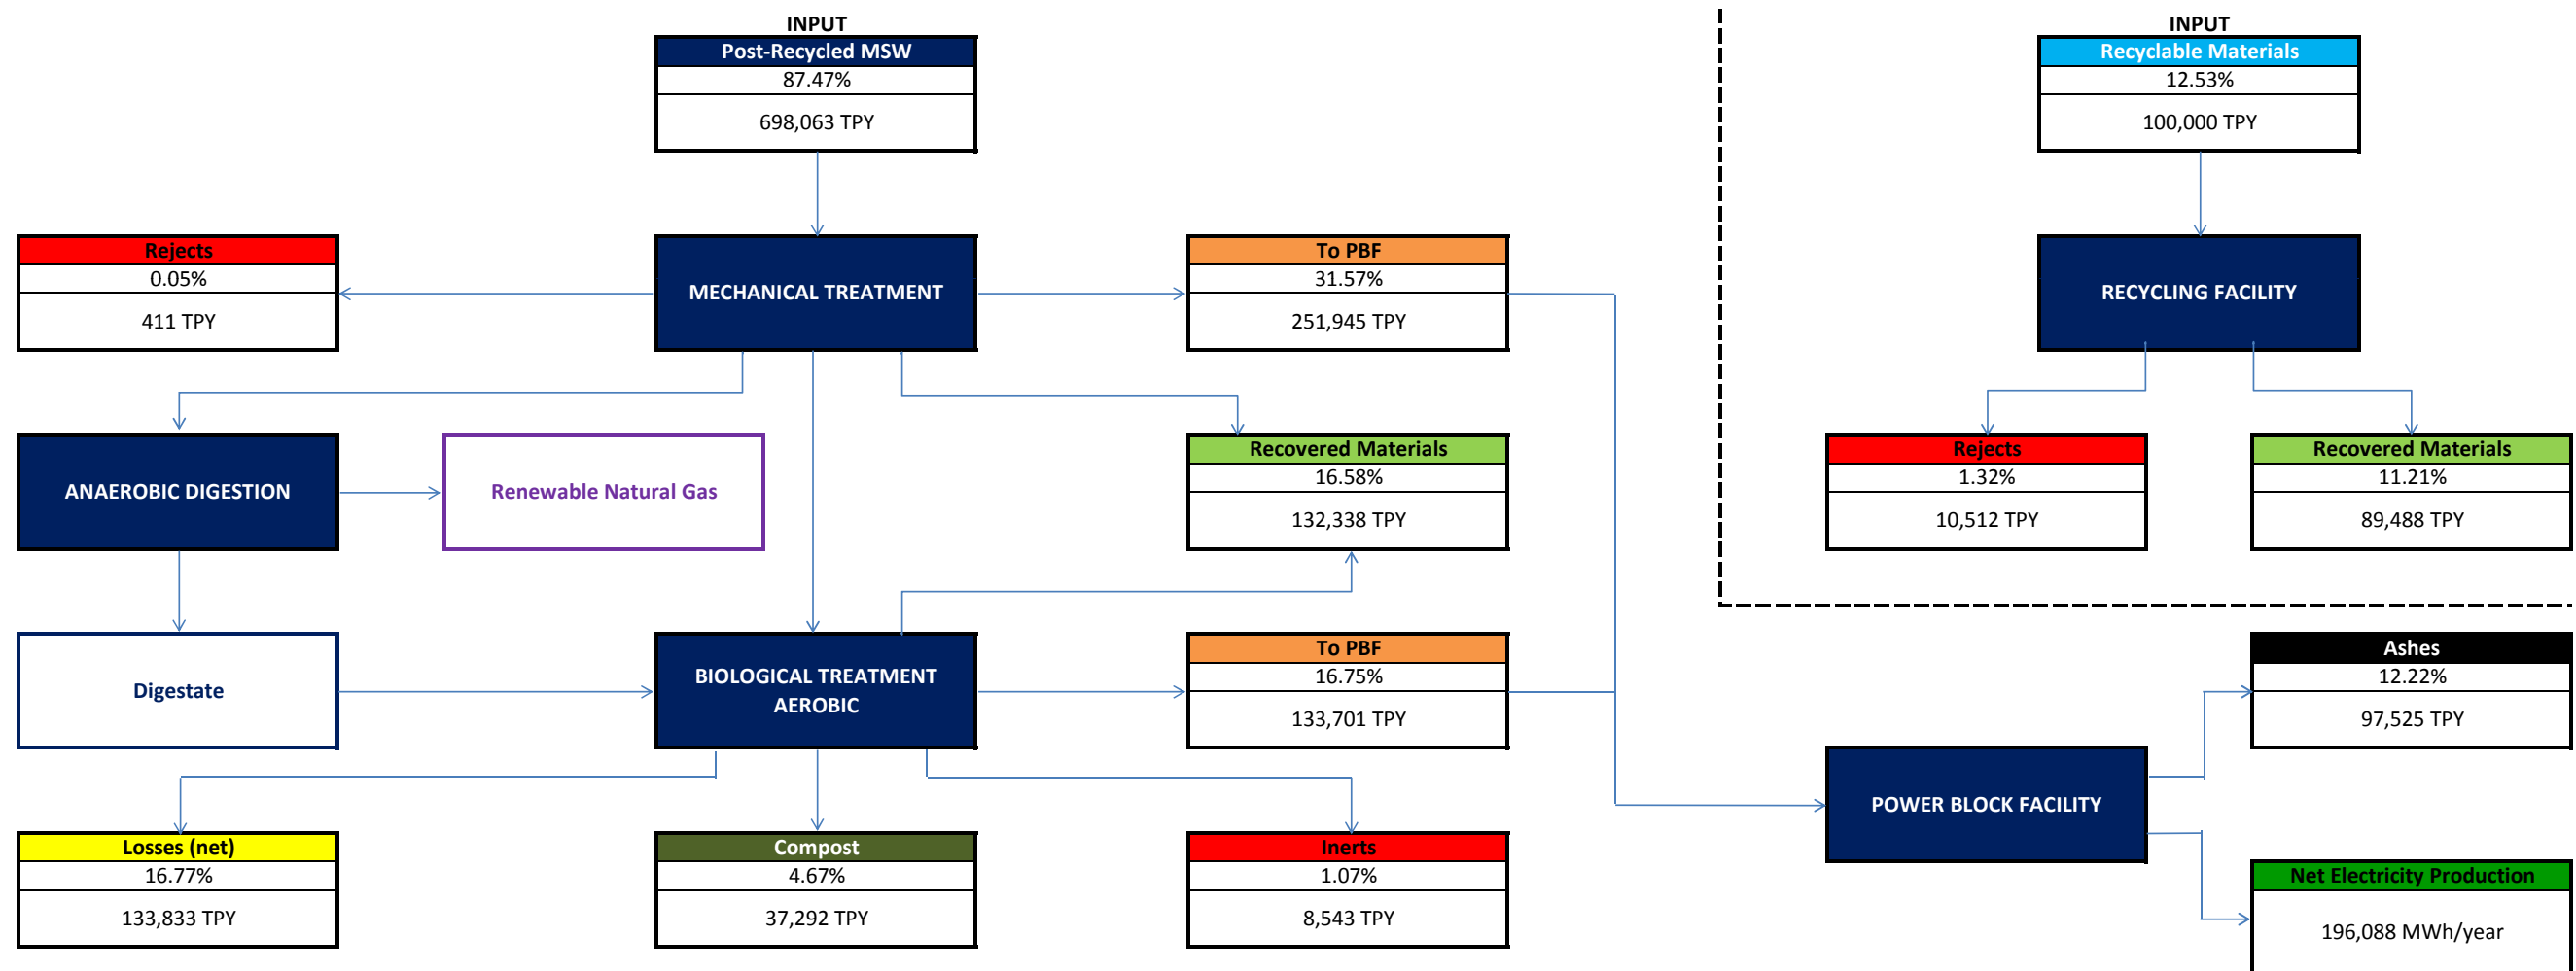 INPUT
Post-Recycled MSW
87.47%
698,063 TPY
INPUT
Recyclable Materials
12.53%
100,000 TPY
Rejects
0.05%
411 TPY
MECHANICAL TREATMENT
To PBF
31.57%
251,945 TPY
RECYCLING FACILITY
ANAEROBIC DIGESTION
Renewable Natural Gas
Recovered Materials
16.58%
132,338 TPY
Rejects
1.32%
10,512 TPY
Recovered Materials
11.21%
89,488 TPY
Digestate
BIOLOGICAL TREATMENT
AEROBIC
To PBF
16.75%
133,701 TPY
Ashes
12.22%
97,525 TPY
POWER BLOCK FACILITY
Losses (net)
16.77%
133,833 TPY
Compost
4.67%
37,292 TPY
Inerts
1.07%
8,543 TPY
Net Electricity Production
196,088 MWh/year